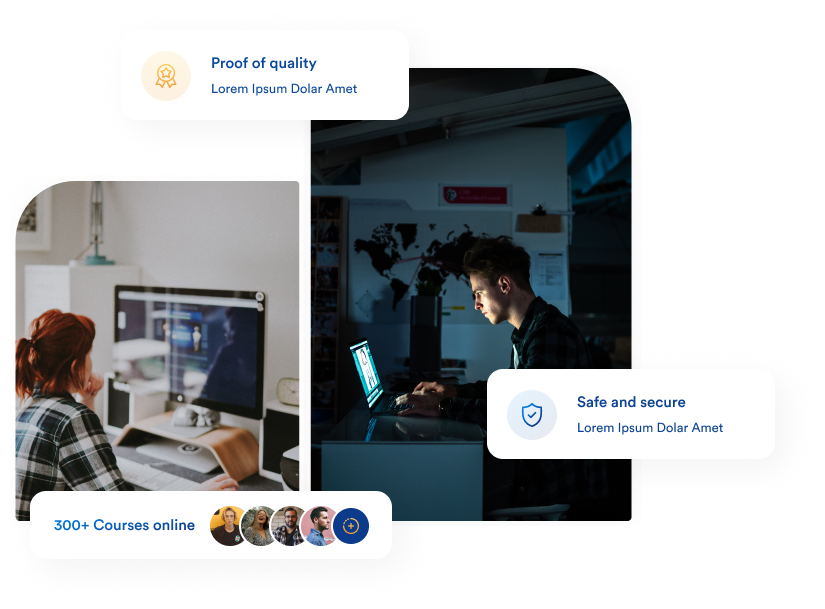 Proof of quality
Lorem Ipsum Dolar Amet
Safe and secure
Lorem Ipsum Dolar Amet
300+ Courses online